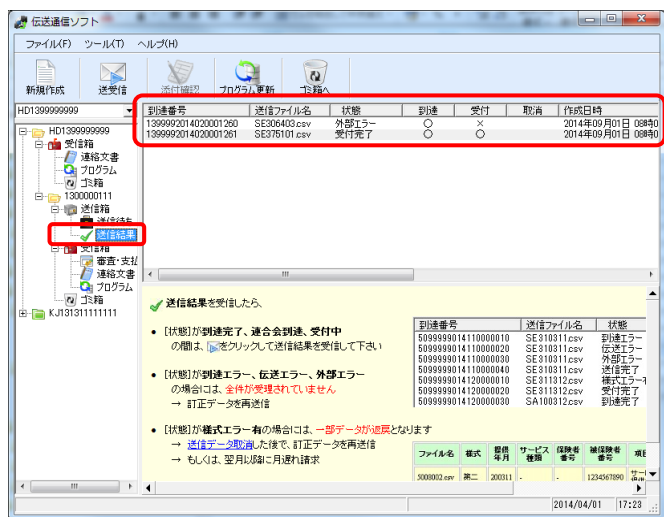 伝送通信ソフト
ファイル(F) ツール(T) ヘルプ(H)
新規作成 送受信 添付確認 プログラム更新 ゴミ箱へ
HD1399999999
到達番号 送信ファイル名 状態 到達 受付 取消 作成日時
1399992014020001260 SE306403.csv 外部エラー ○ × 2014年09月01日 08時0
1399992014020001261 SE375101.csv 受付完了 ○ ○ 2014年09月01日 08時0
HD1399999999
受信箱
連絡文書
プログラム
ゴミ箱
1300000111
送信箱
送信待ち
送信結果
受信箱
審査・支払
連絡文書
プログラム
ゴミ箱
KJ131311111111
送信結果を受信したら、
• [状態]が到達完了、連合会到達、受付中
の間は、をクリックして送信結果を受信して下さい
• [状態]が到達エラー、伝送エラー、外部エラー
の場合には、全件が受理されていません
→ 訂正データを再送信
• [状態]が様式エラー有の場合には、一部データが返戻となります
→ 送信データ取消した後で、訂正データを再送信
→ もしくは、翌月以降に月遅れ請求
到達番号 送信ファイル名 状態
5099999014110000010 SE310311.csv 到達エラー
5099999014110000020 SE310311.csv 伝送エラー
5099999014110000030 SE310311.csv 外部エラー
5099999014110000040 SE310311.csv 送信完了
5099999014120000010 SE311312.csv 様式エラー
5099999014120000020 SE311312.csv 受付完了
5099999014120000030 SA100312.csv 到達完了
ファイル名 様式 提供年月 サービス種類 保険者番号 被保険者番号 項
5008002.csv 第二 200311 - - 1234567890
2014/04/01 17:23